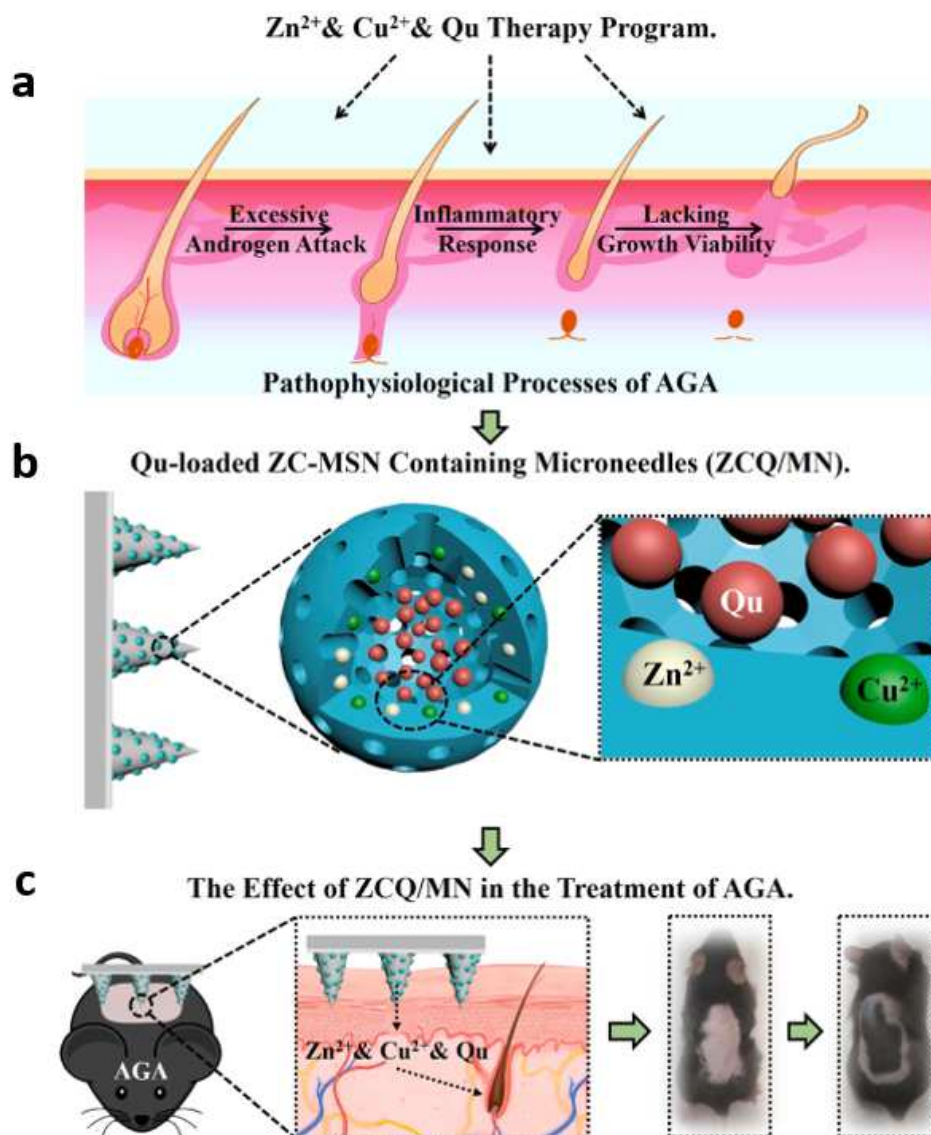 Zn²⁺& Cu²⁺& Qu Therapy Program.
a
Excessive
Androgen Attack
Inflammatory
Response
Lacking
Growth Viability
Pathophysiological Processes of AGA
b
Qu-loaded ZC-MSN Containing Microneedles (ZCQ/MN).
Qu
Zn²⁺
Cu²⁺
c
The Effect of ZCQ/MN in the Treatment of AGA.
AGA
Zn²⁺& Cu²⁺& Qu